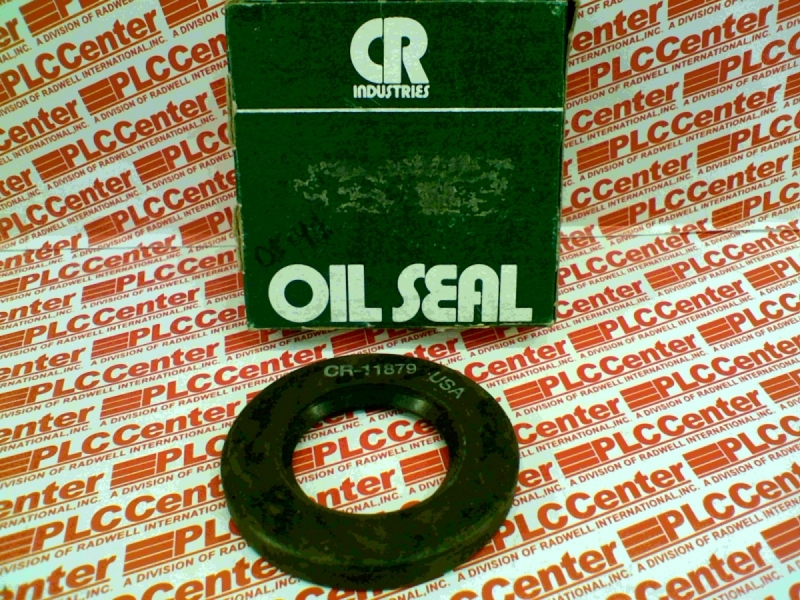 CR
INDUSTRIES
OIL SEAL
CR-11879 USA
PLCCenter
A DIVISION OF RADWELL INTERNATIONAL, INC.